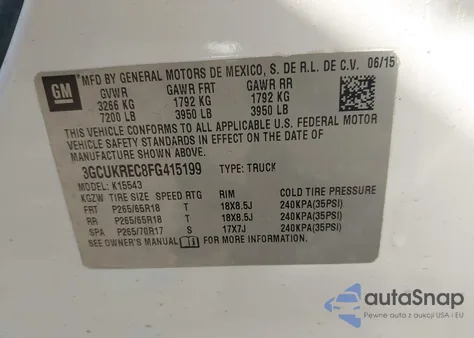 GM
MFD BY GENERAL MOTORS DE MEXICO, S. DE R.L. DE C.V. 06/15
GVWR GAWR FRT GAWR RR
3266 KG 1792 KG 1792 KG
7200 LB 3950 LB 3950 LB
THIS VEHICLE CONFORMS TO ALL APPLICABLE U.S. FEDERAL MOTOR
VEHICLE SAFETY STANDARDS IN EFFECT ON THE DATE OF
MANUFACTURE SHOWN ABOVE.
3GCUKREC8FG415199 TYPE: TRUCK
MODEL: K15543
KGZW TIRE SIZE SPEED RTG RIM COLD TIRE PRESSURE
FRT P265/65R18 T 18X8.5J 240KPA(35PSI)
RR P265/65R18 T 18X8.5J 240KPA(35PSI)
SPA P265/70R17 S 17X7J 240KPA(35PSI)
SEE OWNER'S MANUAL FOR MORE INFORMATION
autoSnap
Pewne auta z USA i EU